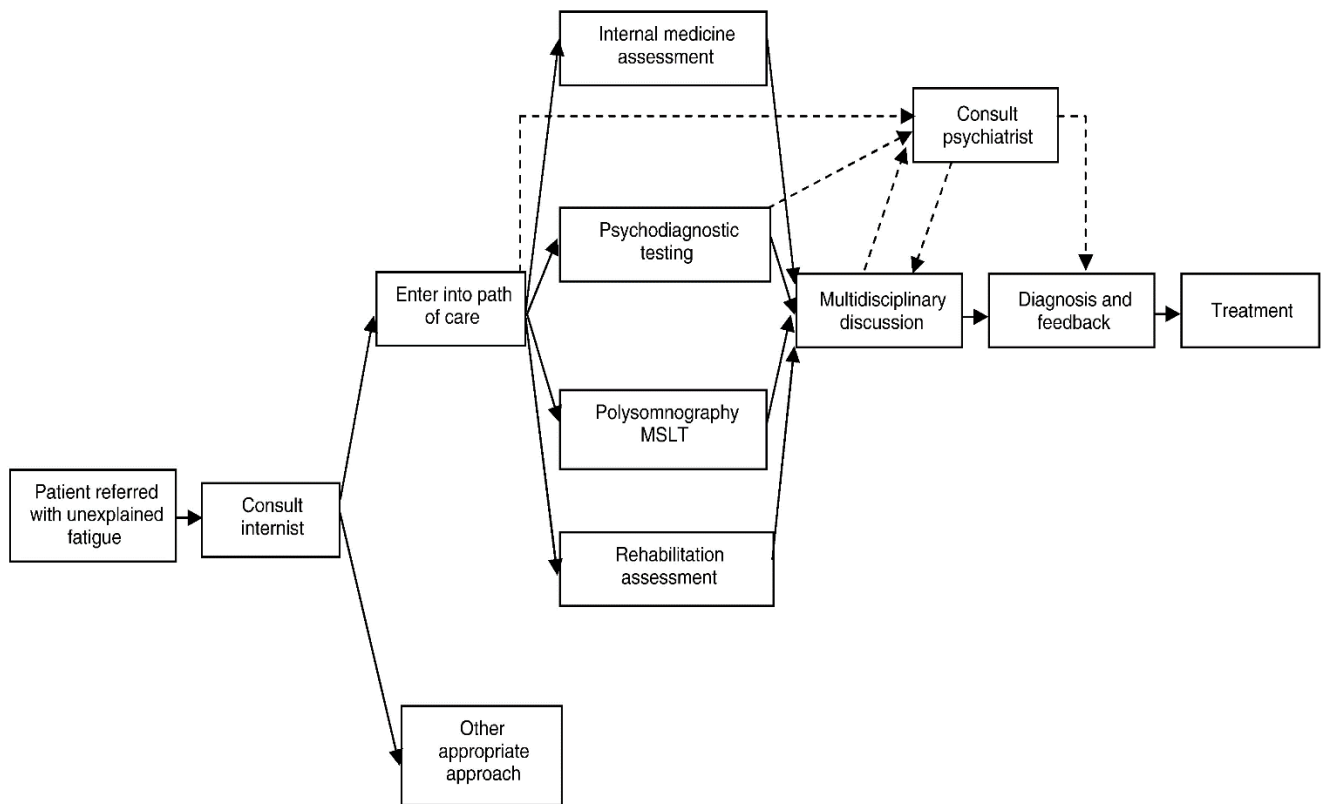 Patient referred
with unexplained
fatigue
Consult
internist
Enter into path
of care
Other
appropriate
approach
Internal medicine
assessment
Psychodiagnostic
testing
Polysomnography
MSLT
Rehabilitation
assessment
Consult
psychiatrist
Multidisciplinary
discussion
Diagnosis and
feedback
Treatment